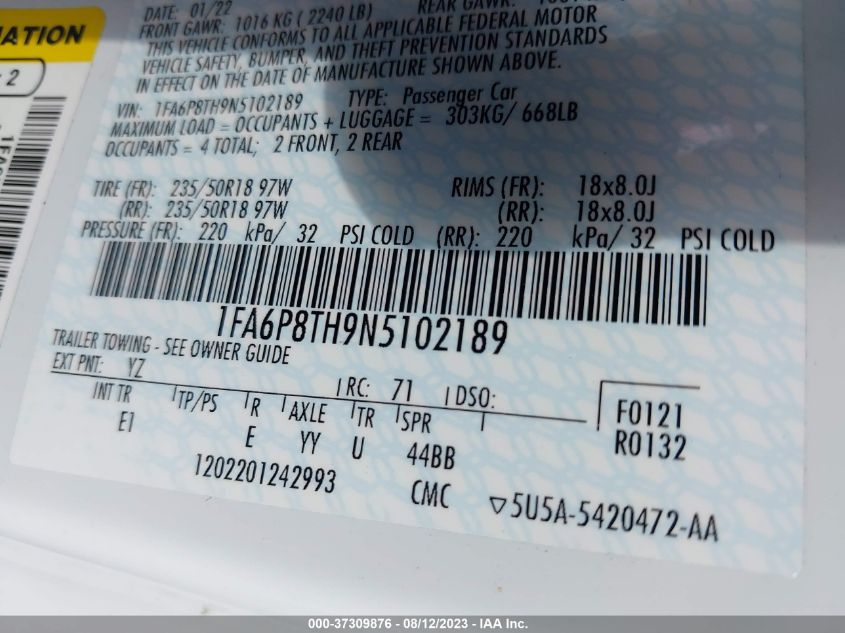 MATION
2
DATE: 01/22
FRONT GAWR: 1016 KG ( 2240 LB) REAR GAWR:
THIS VEHICLE CONFORMS TO ALL APPLICABLE FEDERAL MOTOR
VEHICLE SAFETY, BUMPER, AND THEFT PREVENTION STANDARDS
IN EFFECT ON THE DATE OF MANUFACTURE SHOWN ABOVE.
VIN: 1FA6P8TH9N5102189 TYPE: Passenger Car
MAXIMUM LOAD = OCCUPANTS + LUGGAGE = 303KG/ 668LB
OCCUPANTS = 4 TOTAL; 2 FRONT, 2 REAR
TIRE (FR): 235/50R18 97W RIMS (FR): 18x8.0J
(RR): 235/50R18 97W (RR): 18x8.0J
PRESSURE (FR): 220 kPa/ 32 PSI COLD (RR): 220 kPa/ 32 PSI COLD
1FA6P8TH9N5102189
TRAILER TOWING - SEE OWNER GUIDE
EXT PNT: YZ RC: 71 DSO:
INT TR TP/PS R AXLE TR SPR
E1 E YY U 44BB
F0121
R0132
1202201242993 CMC ▽5U5A-5420472-AA
000-37309876 - 08/12/2023 - IAA Inc.